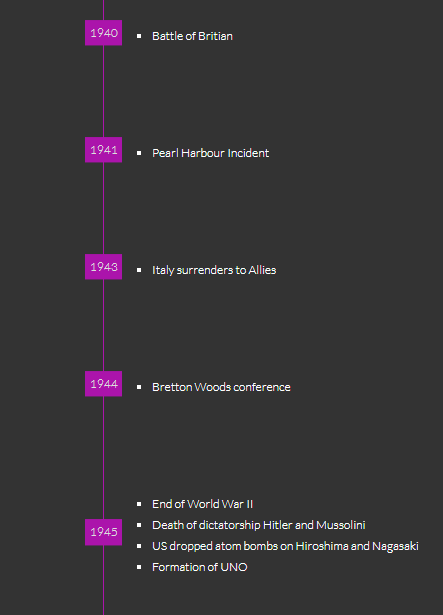 1940
Battle of Britian
1941
Pearl Harbour Incident
1943
Italy surrenders to Allies
1944
Bretton Woods conference
1945
End of World War II
Death of dictatorship Hitler and Mussolini
US dropped atom bombs on Hiroshima and Nagasaki
Formation of UNO